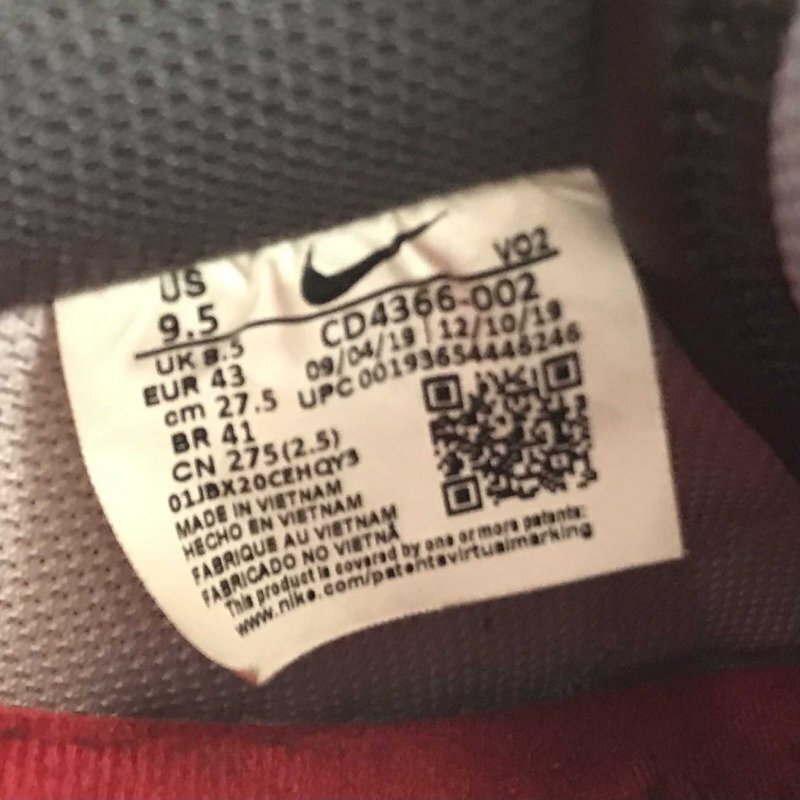 US
9.5
VO2
CD4366-002
09/04/19 12/10/19
UPC 00193654446246
UK 8.5
EUR 43
cm 27.5
BR 41
CN 275(2.5)
01JBX20CEHQY3
MADE IN VIETNAM
HECHO EN VIETNAM
FABRIQUE AU VIETNAM
FABRICADO NO VIETNÃ
This product is covered by one or more patents:
www.nike.com/patentsvirtualmarking